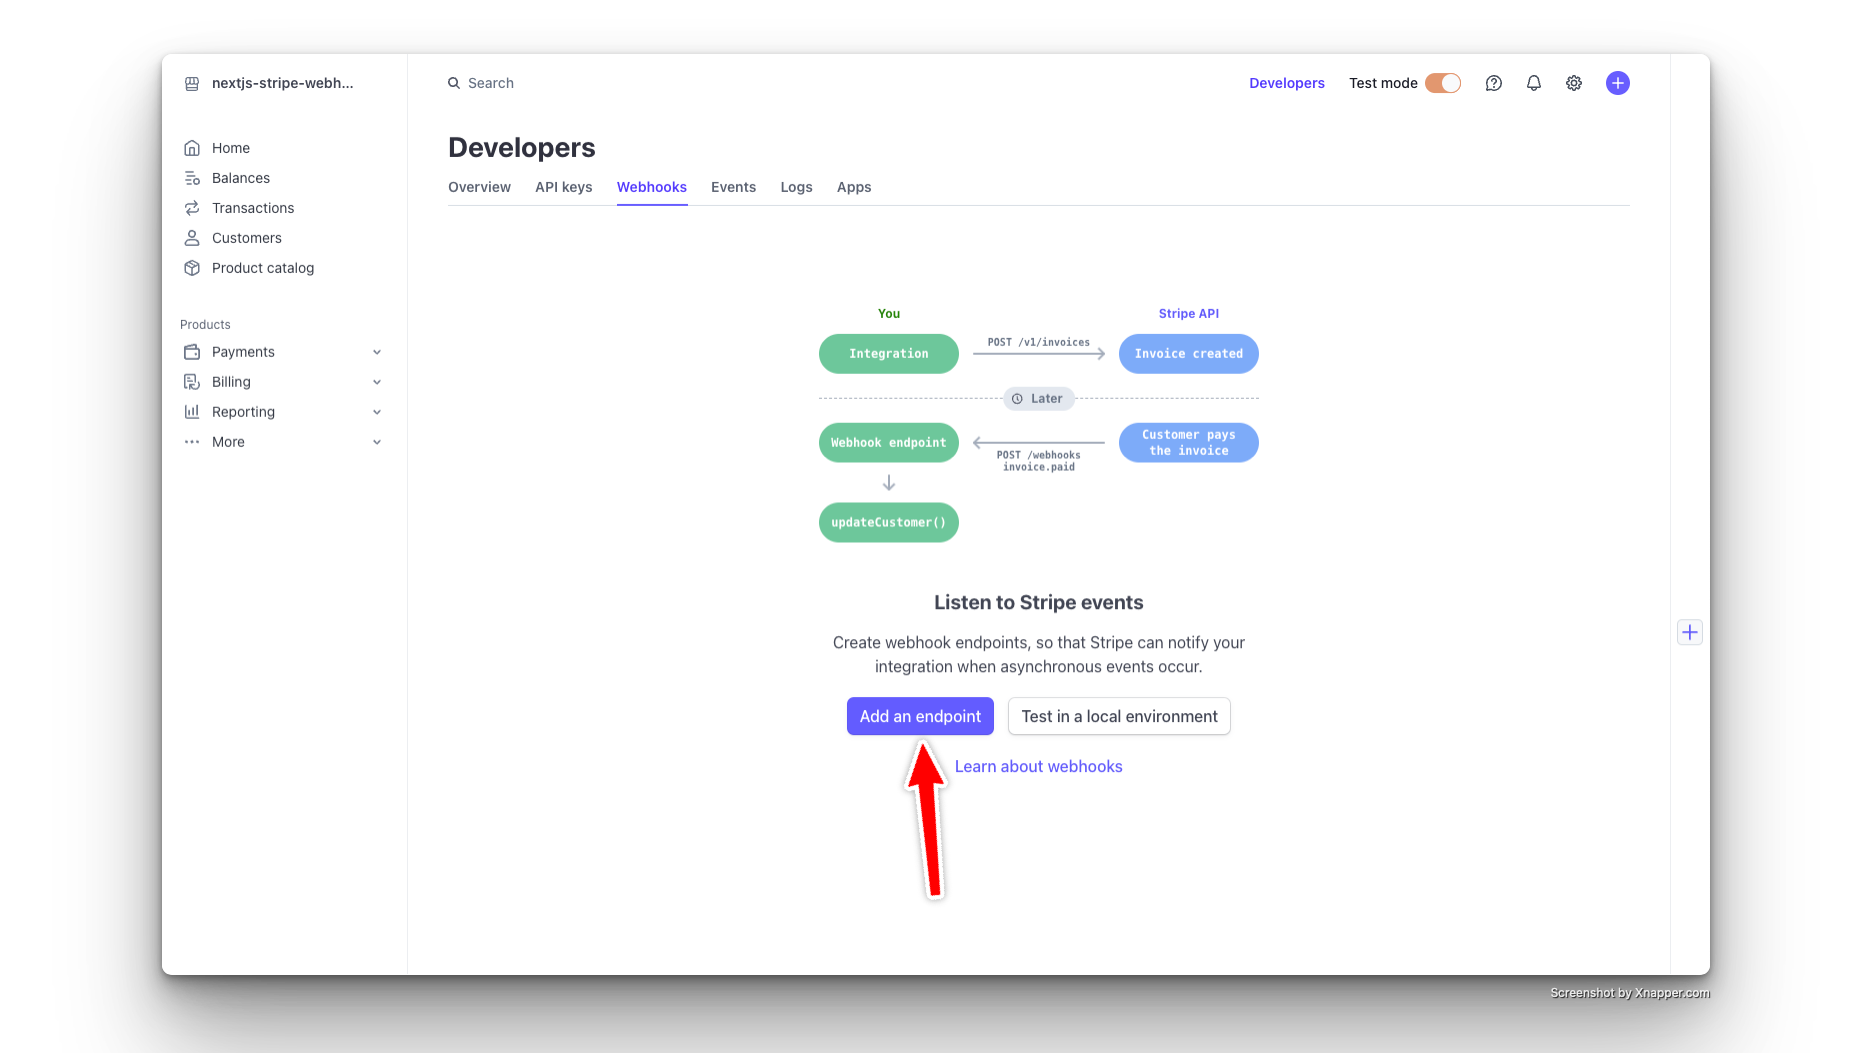 nextjs-stripe-webh...
Search
Developers
Test mode
Home
Balances
Transactions
Customers
Product catalog
Products
Payments
Billing
Reporting
More
Developers
Overview
API keys
Webhooks
Events
Logs
Apps
You
Stripe API
Integration
POST /v1/invoices
Invoice created
Later
Webhook endpoint
POST /webhooks
invoice.paid
Customer pays
the invoice
updateCustomer()
Listen to Stripe events
Create webhook endpoints, so that Stripe can notify your
integration when asynchronous events occur.
Add an endpoint
Test in a local environment
Learn about webhooks
Screenshot by Xnapper.com